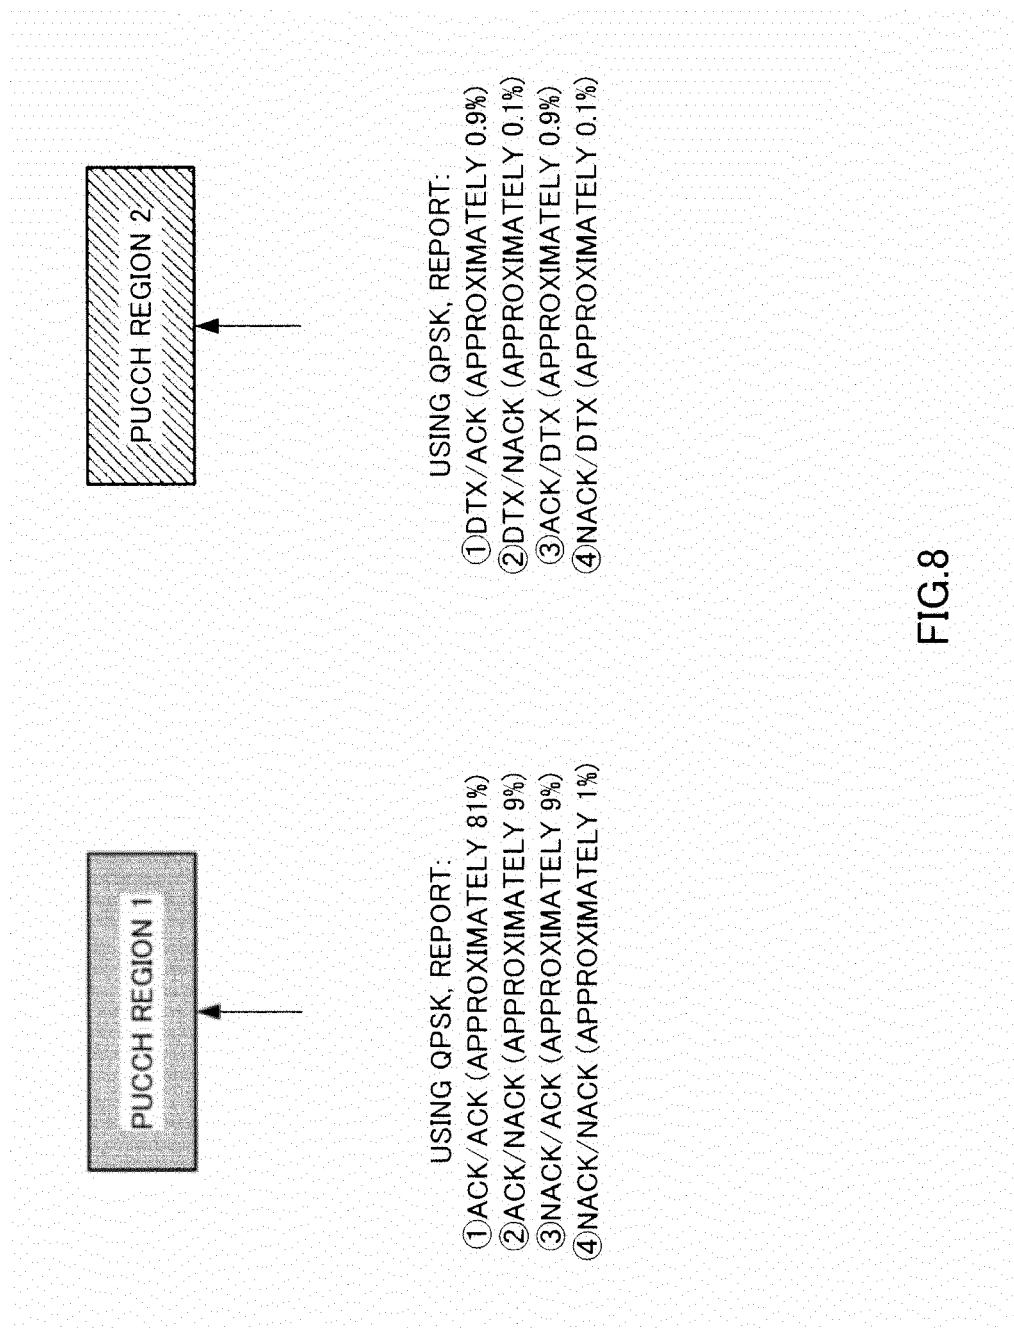 PUCCH REGION 1
USING QPSK, REPORT:
①ACK/ACK (APPROXIMATELY 81%)
②ACK/NACK (APPROXIMATELY 9%)
③NACK/ACK (APPROXIMATELY 9%)
④NACK/NACK (APPROXIMATELY 1%)
PUCCH REGION 2
USING QPSK, REPORT:
①DTX/ACK (APPROXIMATELY 0.9%)
②DTX/NACK (APPROXIMATELY 0.1%)
③ACK/DTX (APPROXIMATELY 0.9%)
④NACK/DTX (APPROXIMATELY 0.1%)
FIG.8